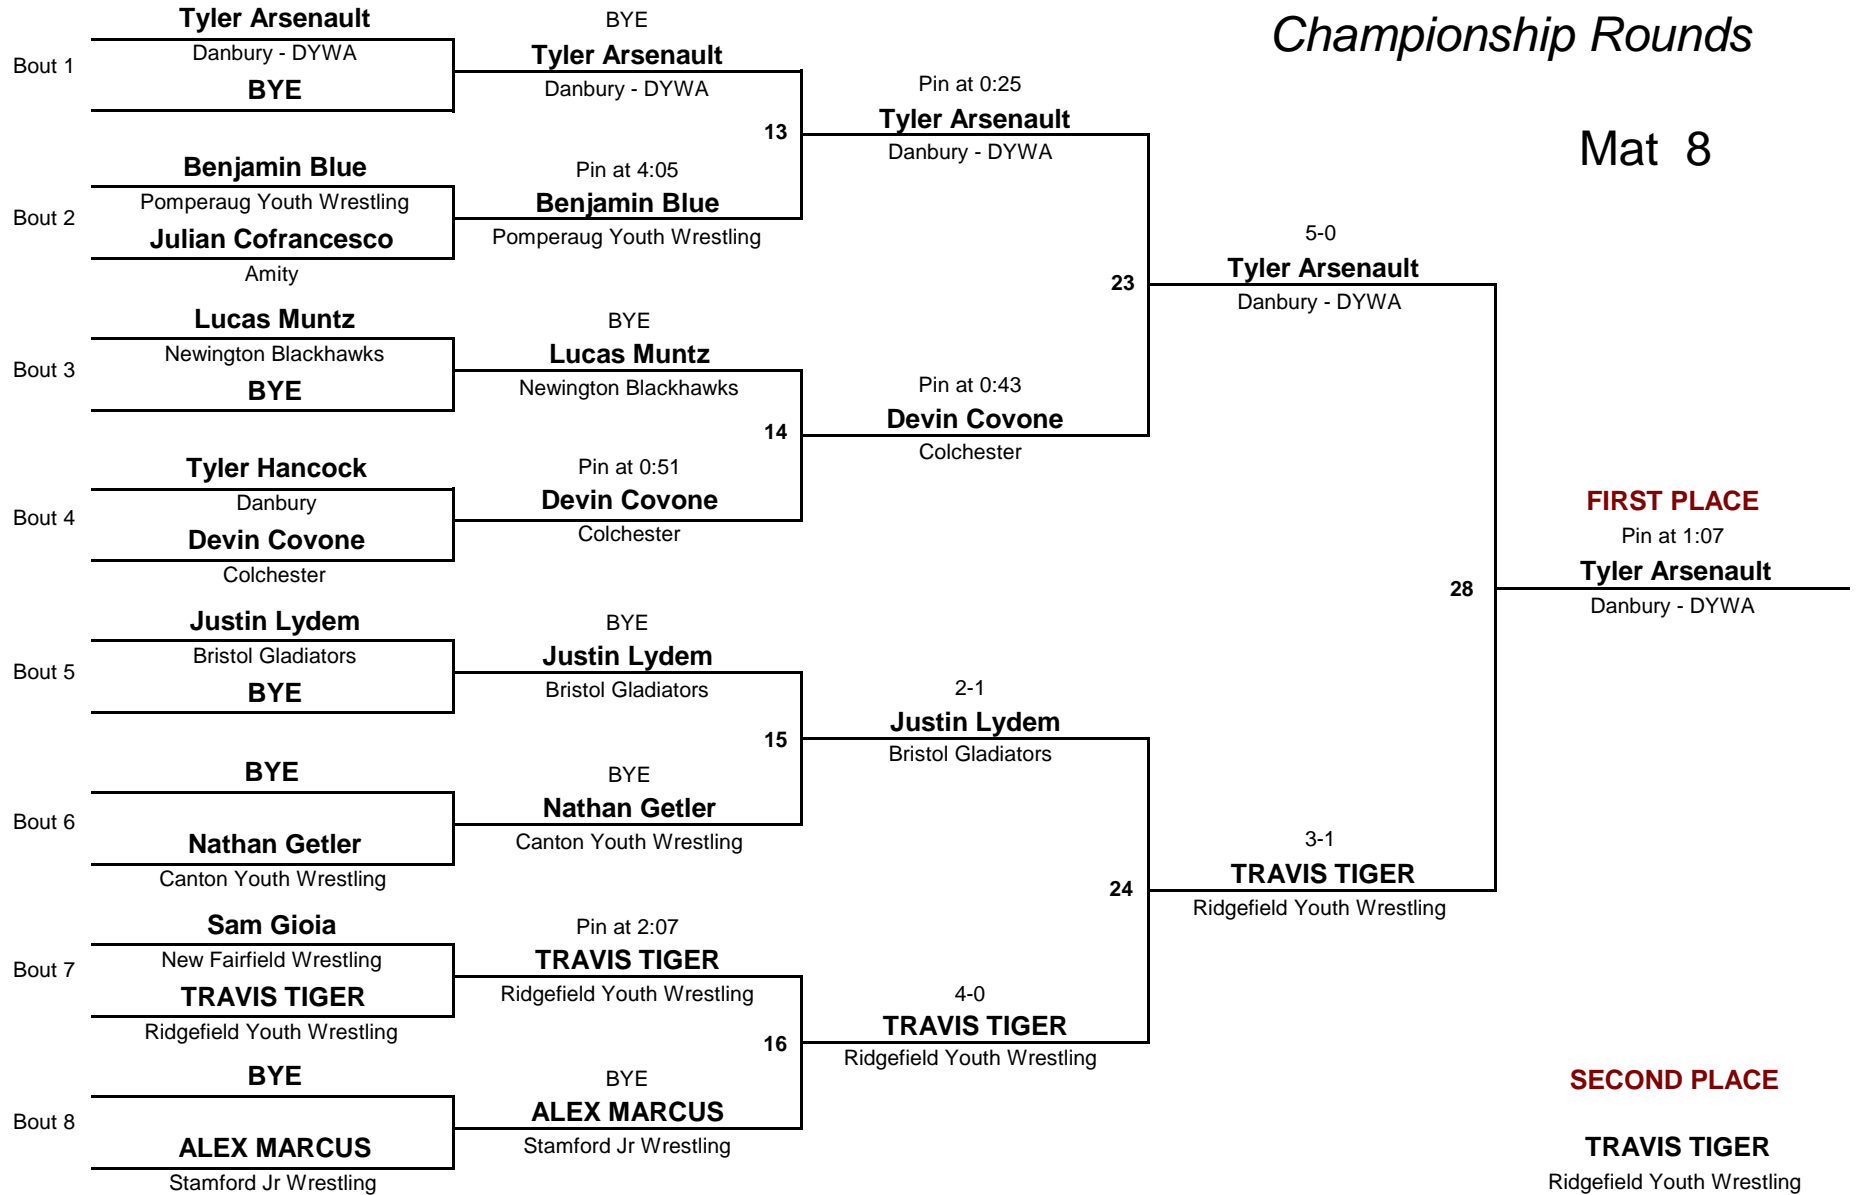 Championship Rounds
Mat 8
Bout 1
Tyler Arsenault
Danbury - DYWA
BYE
Bout 2
Benjamin Blue
Pomperaug Youth Wrestling
Julian Cofrancesco
Amity
Bout 3
Lucas Muntz
Newington Blackhawks
BYE
Bout 4
Tyler Hancock
Danbury
Devin Covone
Colchester
Bout 5
Justin Lydem
Bristol Gladiators
BYE
Bout 6
BYE
Nathan Getler
Canton Youth Wrestling
Bout 7
Sam Gioia
New Fairfield Wrestling
TRAVIS TIGER
Ridgefield Youth Wrestling
Bout 8
BYE
ALEX MARCUS
Stamford Jr Wrestling
BYE
Tyler Arsenault
Danbury - DYWA
13
Pin at 4:05
Benjamin Blue
Pomperaug Youth Wrestling
BYE
Lucas Muntz
Newington Blackhawks
14
Pin at 0:51
Devin Covone
Colchester
BYE
Justin Lydem
Bristol Gladiators
15
BYE
Nathan Getler
Canton Youth Wrestling
Pin at 2:07
TRAVIS TIGER
Ridgefield Youth Wrestling
16
BYE
ALEX MARCUS
Stamford Jr Wrestling
Pin at 0:25
Tyler Arsenault
Danbury - DYWA
23
Pin at 0:43
Devin Covone
Colchester
2-1
Justin Lydem
Bristol Gladiators
24
4-0
TRAVIS TIGER
Ridgefield Youth Wrestling
5-0
Tyler Arsenault
Danbury - DYWA
28
3-1
TRAVIS TIGER
Ridgefield Youth Wrestling
FIRST PLACE
Pin at 1:07
Tyler Arsenault
Danbury - DYWA
SECOND PLACE
TRAVIS TIGER
Ridgefield Youth Wrestling